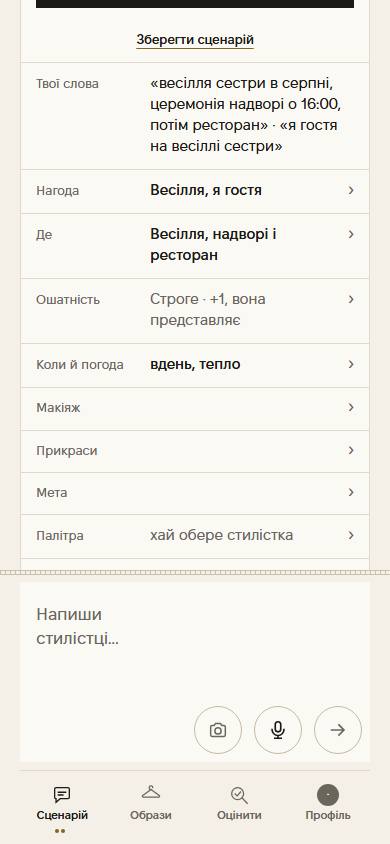 Зберегти сценарій
Твої слова
«весілля сестри в серпні,
церемонія надворі о 16:00,
потім ресторан» · «я гостя
на весіллі сестри»
Нагода
Весілля, я гостя
Де
Весілля, надворі і
ресторан
Ошатність
Строге · +1, вона
представляє
Коли й погода
вдень, тепло
Макіяж
Прикраси
Мета
Палітра
хай обере стилістка
Напиши
стилістці...
Сценарій
Образи
Оцінити
Профіль